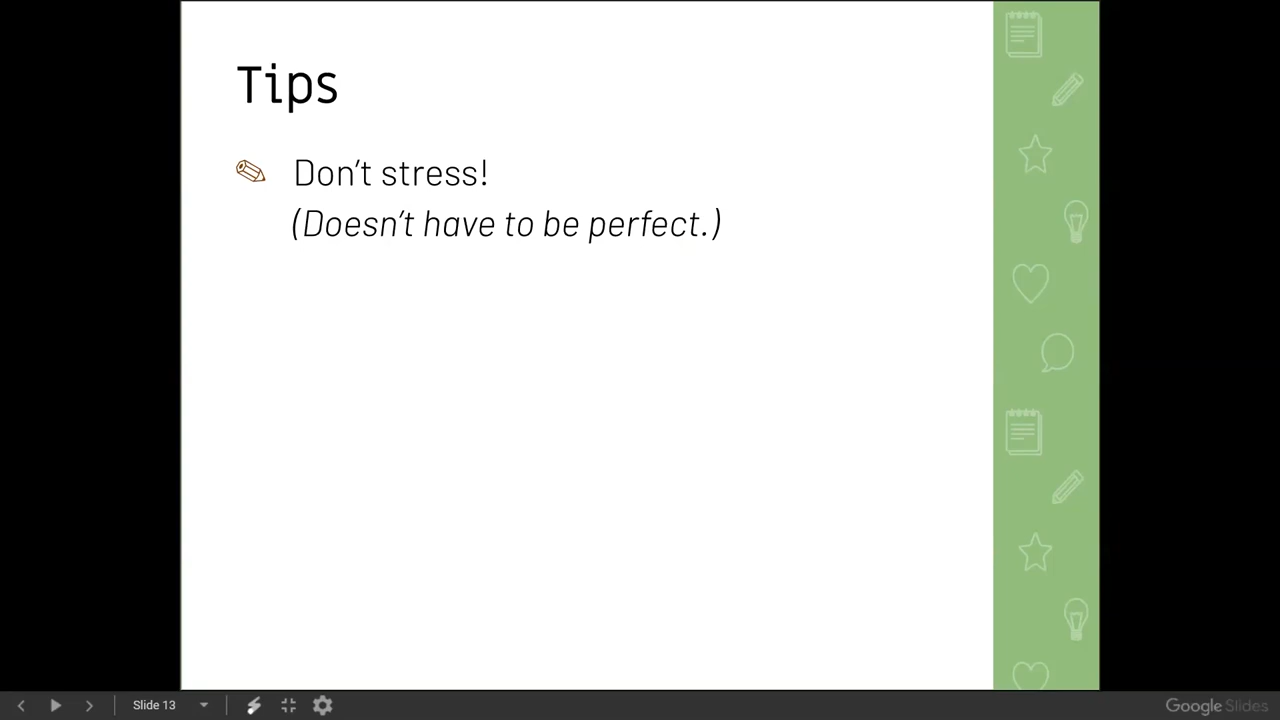 Tips
Don’t stress!
(Doesn’t have to be perfect.)
Slide 13
Google Slides